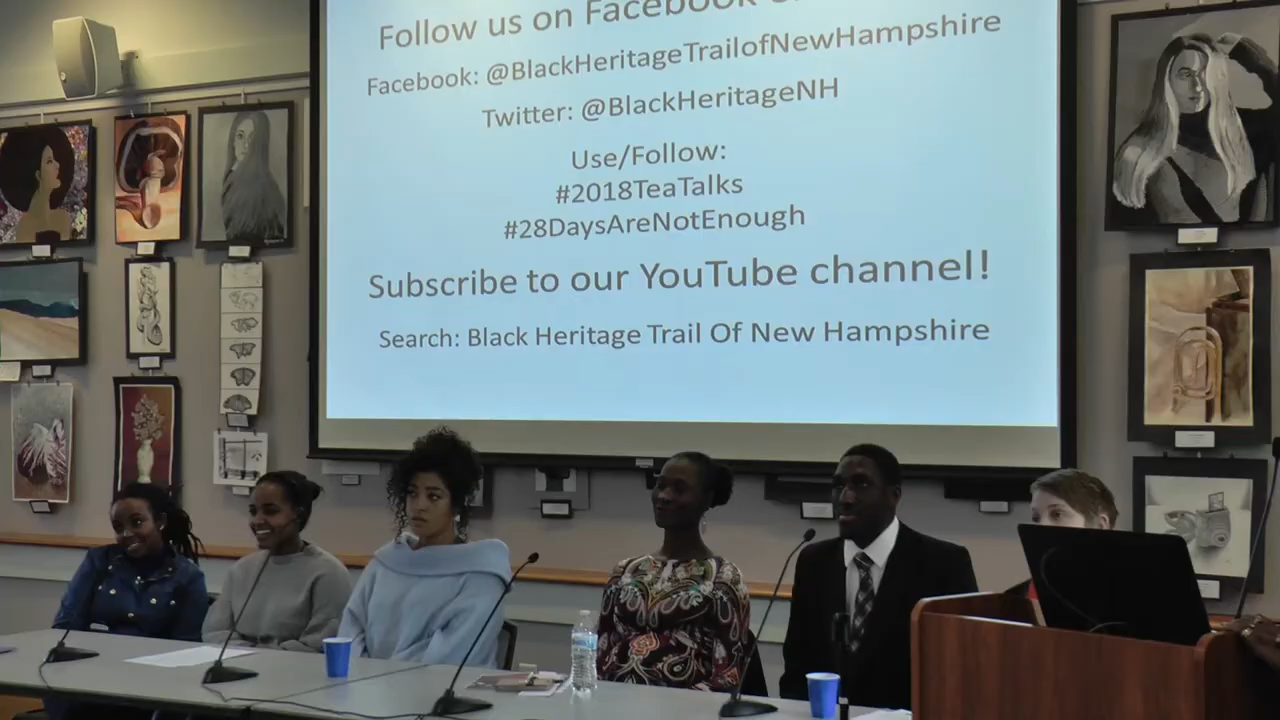 Follow us on Facebook
Facebook: @BlackHeritageTrailofNewHampshire
Twitter: @BlackHeritageNH
Use/Follow:
#2018TeaTalks
#28DaysAreNotEnough
Subscribe to our YouTube channel!
Search: Black Heritage Trail Of New Hampshire